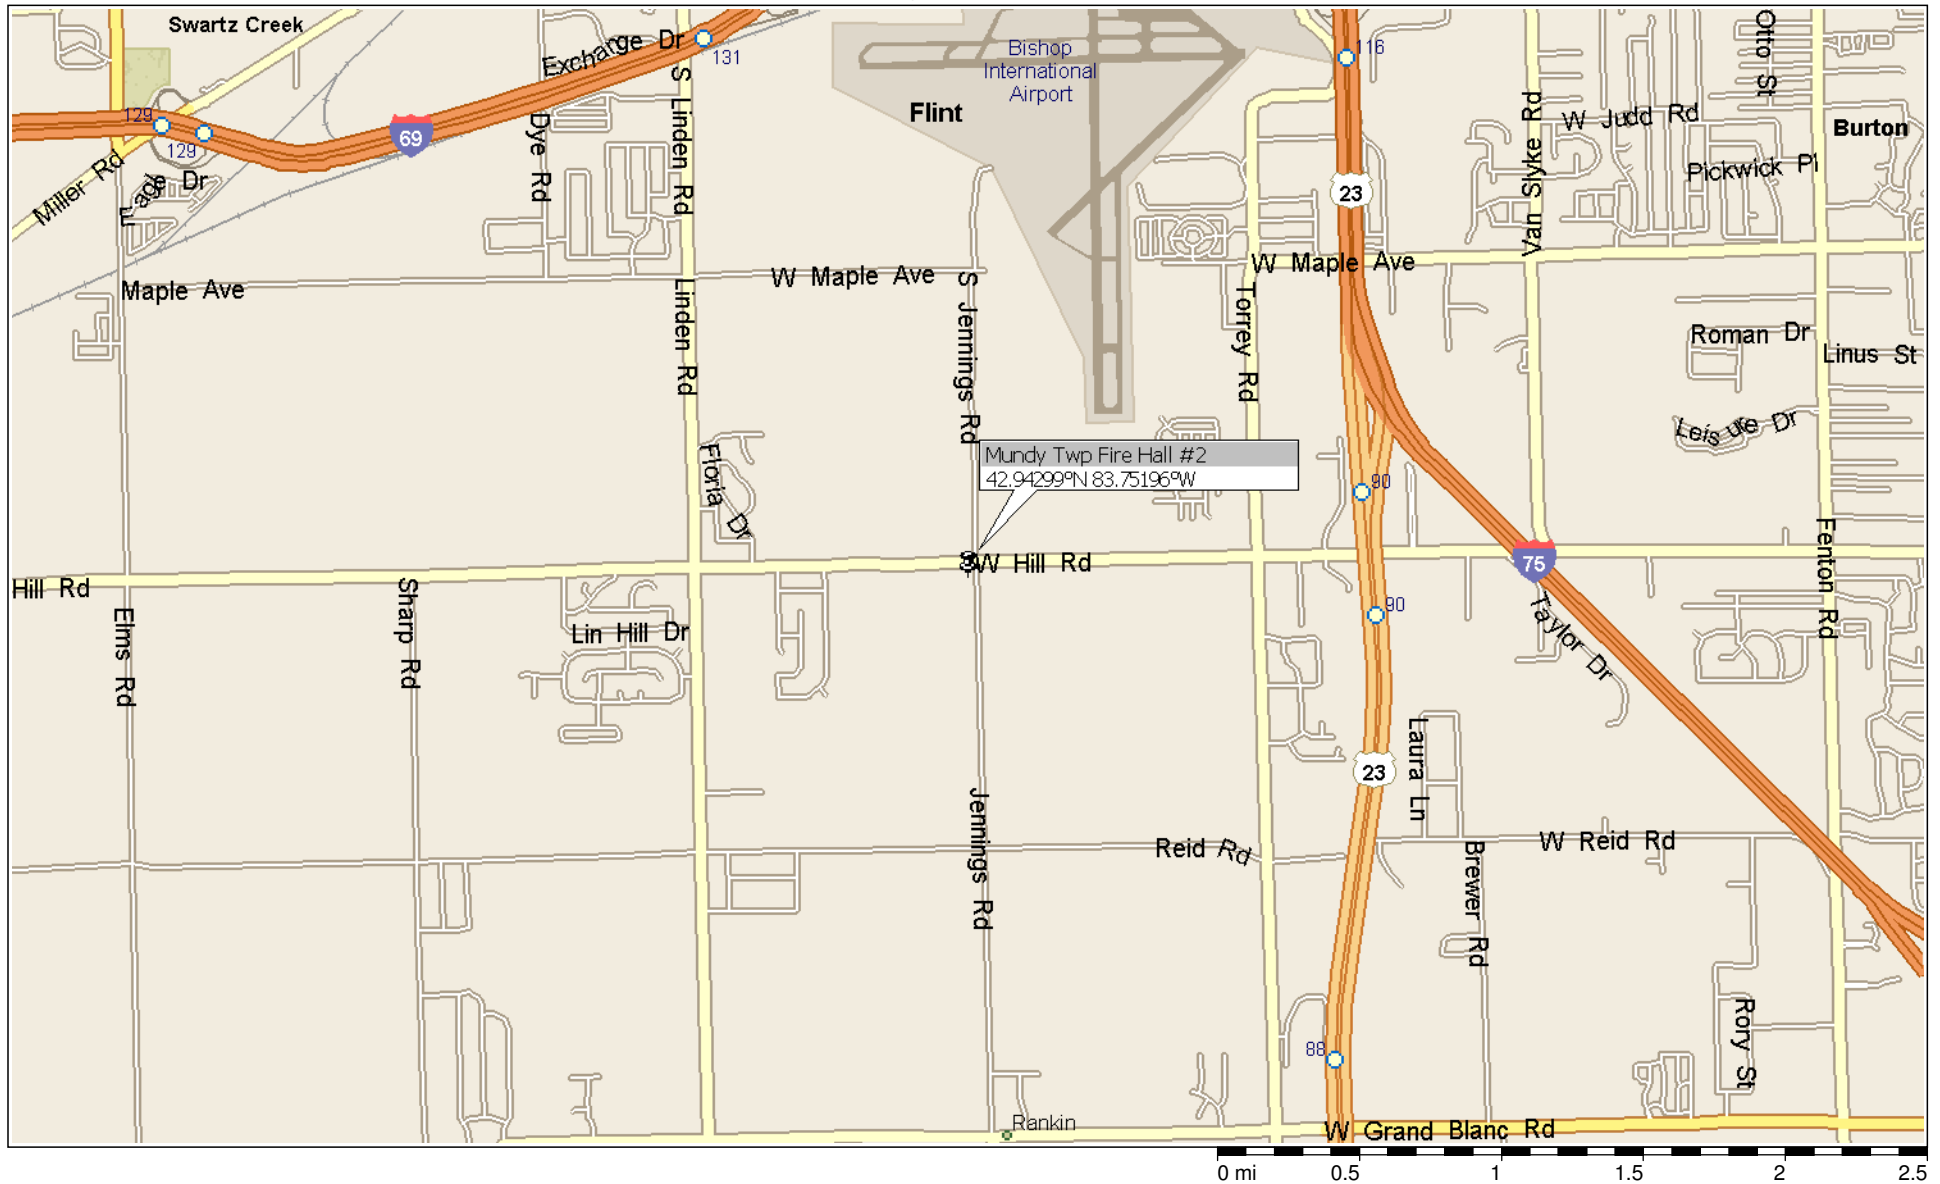 Swartz Creek
Exchange Dr
131
Bishop
International
Airport
116
Otto St
Flint
129
69
129
Miller Rd
Dye Rd
S Linden Rd
Van Slyke Rd
W Judd Rd
Burton
Pickwick Pl
23
Maple Ave
W Maple Ave
W Maple Ave
S Jennings Rd
Linden Rd
Torrey Rd
Roman Dr
Linus St
Leisure Dr
Floria Dr
Mundy Twp Fire Hall #2
42.94299ºN 83.75196ºW
90
Hill Rd
W Hill Rd
75
Fenton Rd
Elms Rd
Sharp Rd
Lin Hill Dr
90
Taylor Dr
23
Laura Ln
Jennings Rd
Reid Rd
W Reid Rd
Brewer Rd
Rory St
88
Rankin
W Grand Blanc Rd
0 mi 0.5 1 1.5 2 2.5